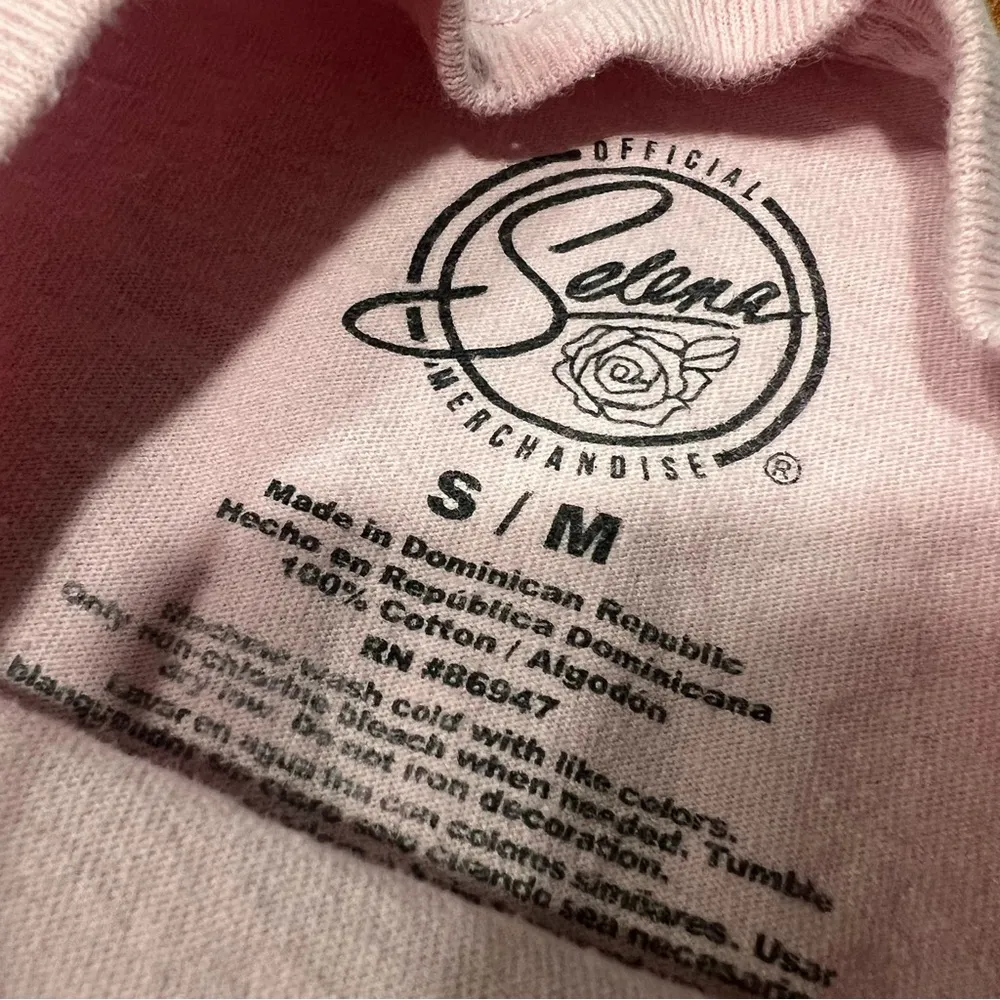 OFFICIAL
Selena
MERCHANDISE
®
S / M
Made in Dominican Republic
Hecho en República Dominicana
100% Cotton / Algodón
RN #86947
Machine wash cold with like colors.
Only non-chlorine bleach when needed. Tumble
dry low. Do not iron decoration.
Lavar en agua fría con colores similares. Usar
blanqueador sin cloro solo cuando sea necesario